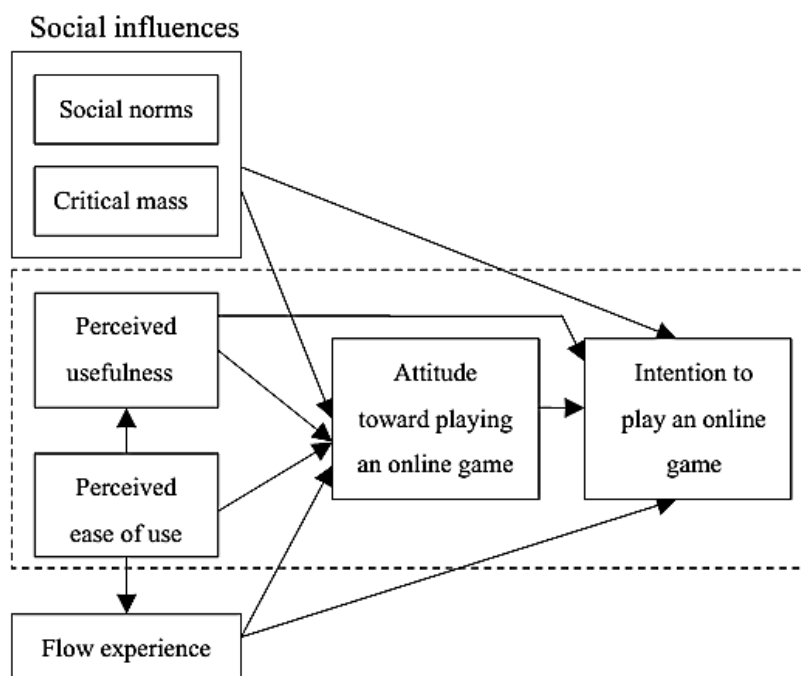 Social influences
Social norms
Critical mass
Perceived
usefulness
Perceived
ease of use
Flow experience
Attitude
toward playing
an online game
Intention to
play an online
game